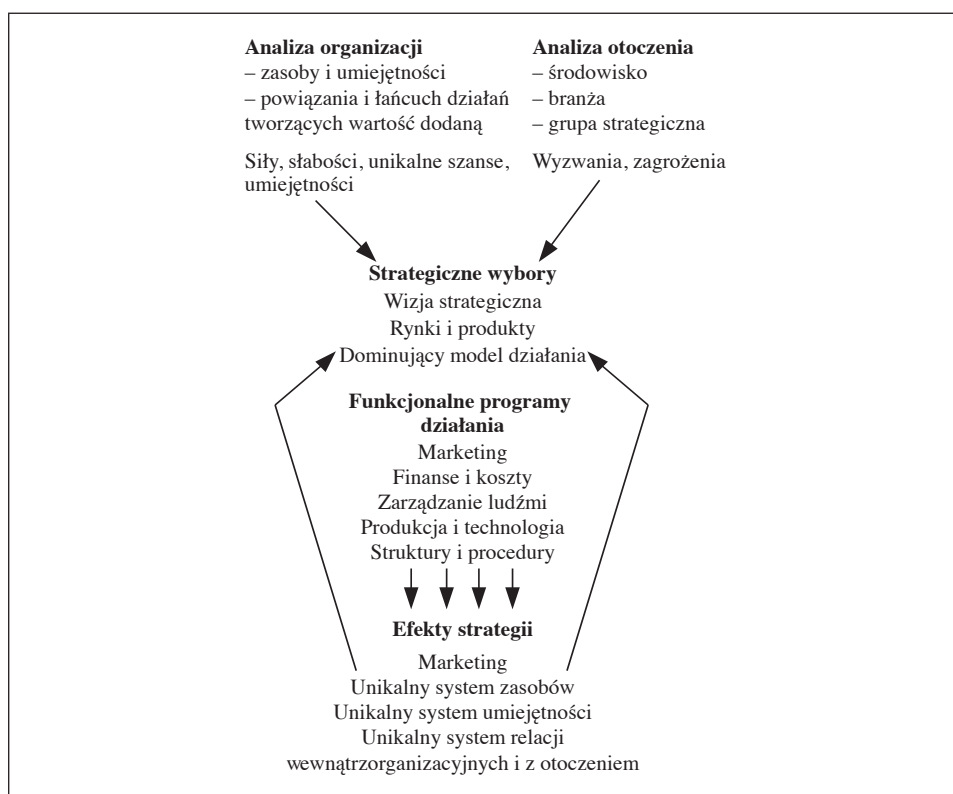 Analiza organizacji
– zasoby i umiejętności
– powiązania i łańcuch działań
tworzących wartość dodaną
Siły, słabości, unikalne szanse,
umiejętności
Analiza otoczenia
– środowisko
– branża
– grupa strategiczna
Wyzwania, zagrożenia
Strategiczne wybory
Wizja strategiczna
Rynki i produkty
Dominujący model działania
Funkcjonalne programy
działania
Marketing
Finanse i koszty
Zarządzanie ludźmi
Produkcja i technologia
Struktury i procedury
Efekty strategii
Marketing
Unikalny system zasobów
Unikalny system umiejętności
Unikalny system relacji
wewnątrzorganizacyjnych i z otoczeniem